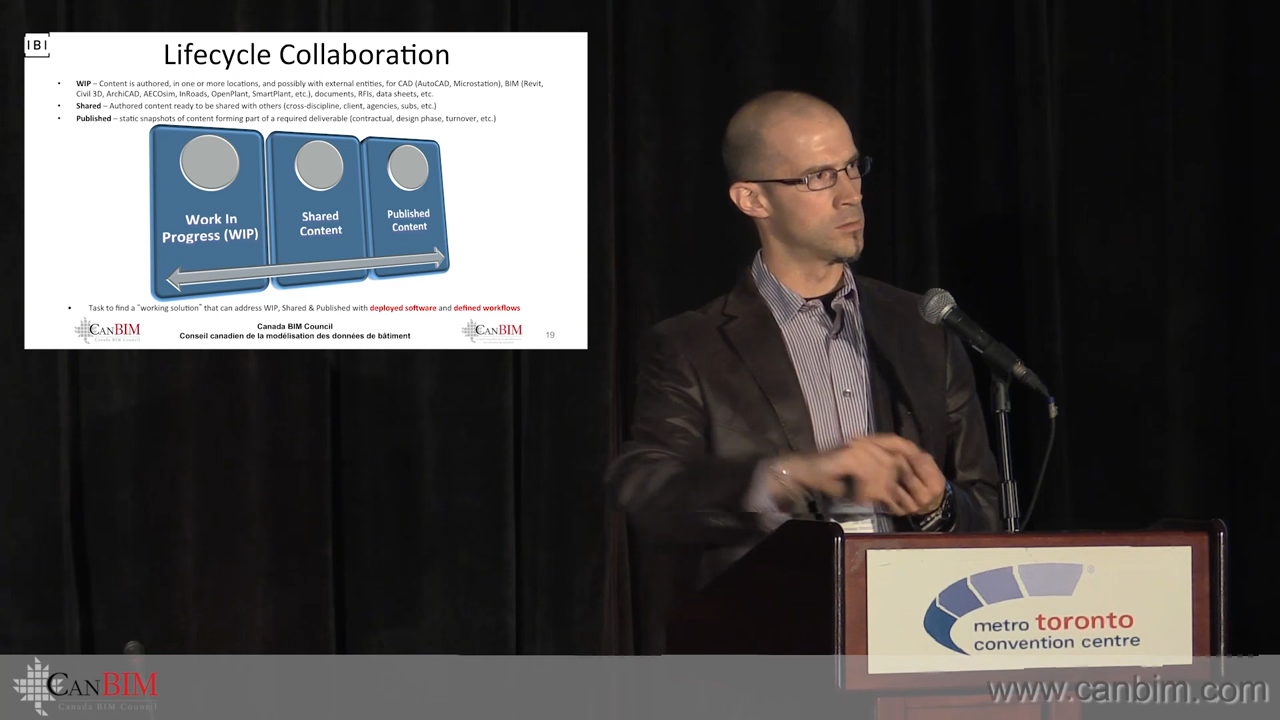 IBI
Lifecycle Collaboration
• WIP – Content is authored, in one or more locations, and possibly with external entities, for CAD (AutoCAD, Microstation), BIM (Revit,
Civil 3D, ArchiCAD, AECOsim, InRoads, OpenPlant, SmartPlant, etc.), documents, RFIs, data sheets, etc.
• Shared – Authored content ready to be shared with others (cross-discipline, client, agencies, subs, etc.)
• Published – static snapshots of content forming part of a required deliverable (contractual, design phase, turnover, etc.)
Work In
Progress (WIP)
Shared
Content
Published
Content
• Task to find a "working solution" that can address WIP, Shared & Published with deployed software and defined workflows
CANBIM
Canada BIM Council
Canada BIM Council
Conseil canadien de la modélisation des données de bâtiment
CANBIM
19
metro toronto
convention centre
®
CANBIM
Canada BIM Council
www.canbim.com